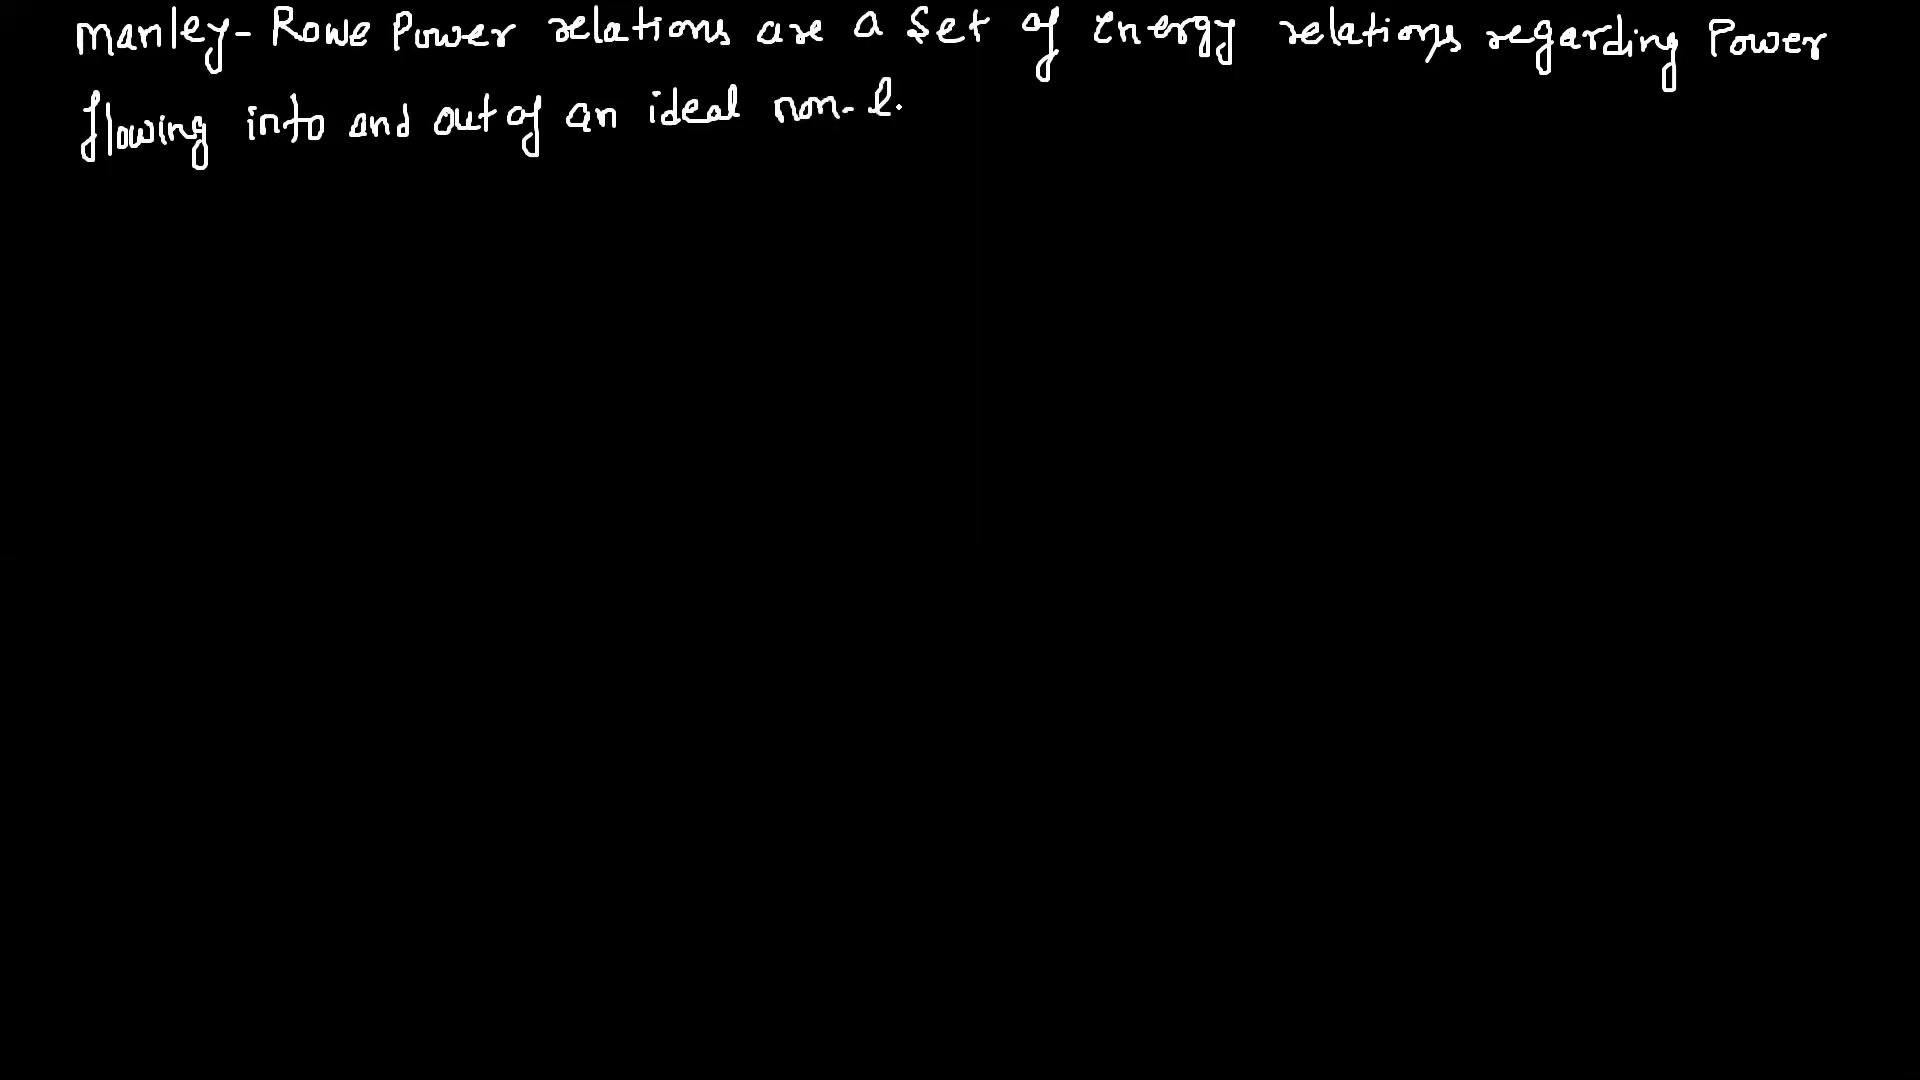 Manley-Rowe Power relations are a set of Energy relations regarding Power
flowing into and out of an ideal non-l.